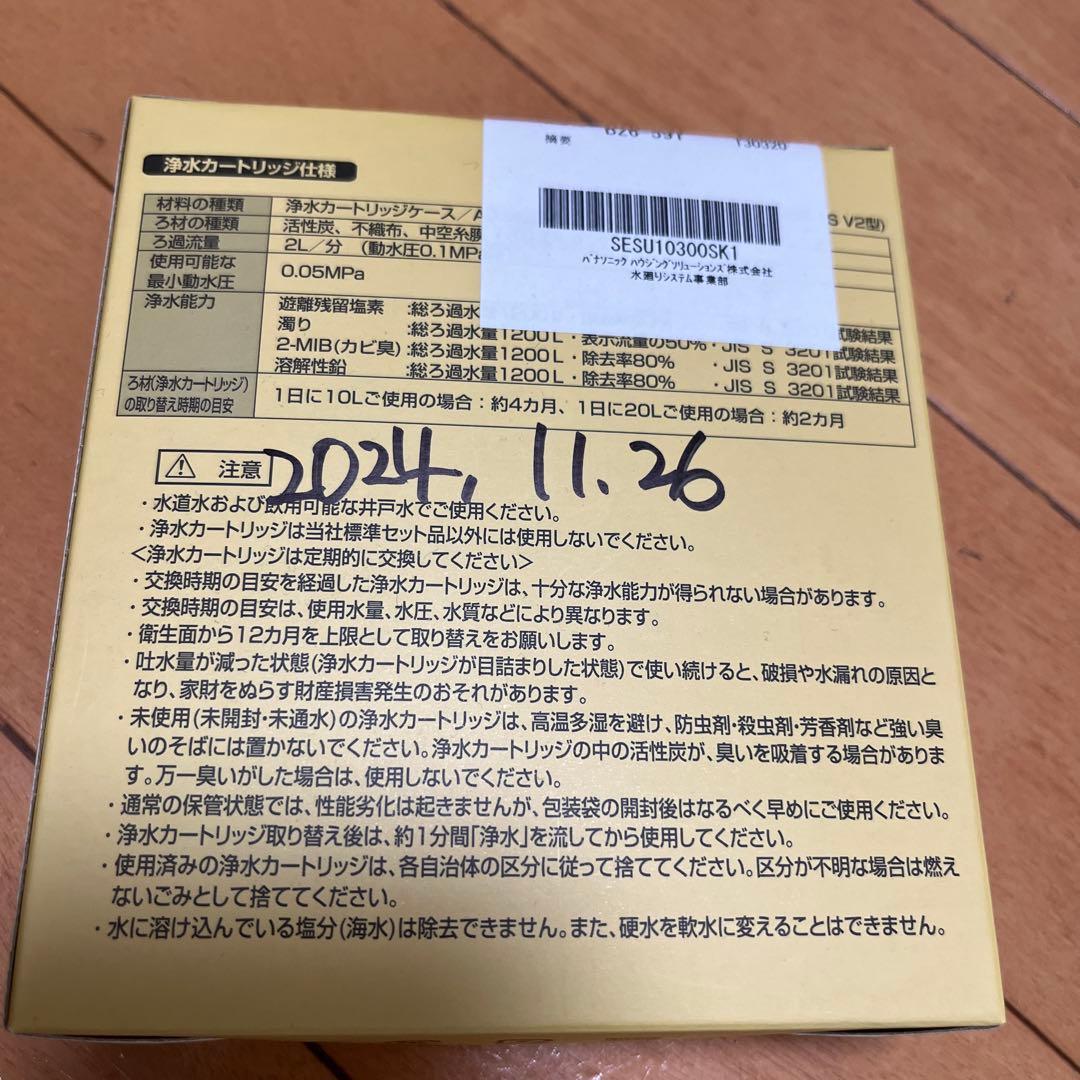 摘要
130320
SESU10300SK1
パナソニック ハウジングソリューションズ株式会社
水廻りシステム事業部
浄水カートリッジ仕様
材料の種類 浄水カートリッジケース/A S V2型)
ろ材の種類 活性炭、不織布、中空糸膜
ろ過流量 2L/分 (動水圧0.1MPa
使用可能な最小動水圧 0.05MPa
浄水能力 遊離残留塩素 :総ろ過水 試験結果
濁り :総ろ過水量1200L・表示流量の50%・JIS S 3201試験結果
2-MIB(カビ臭):総ろ過水量1200L・除去率80% ・JIS S 3201試験結果
溶解性鉛 :総ろ過水量1200L・除去率80% ・JIS S 3201試験結果
ろ材(浄水カートリッジ)の取り替え時期の目安 1日に10Lご使用の場合:約4カ月、1日に20Lご使用の場合:約2カ月
⚠ 注意
2024, 11.26
・水道水および飲用可能な井戸水でご使用ください。
・浄水カートリッジは当社標準セット品以外には使用しないでください。
<浄水カートリッジは定期的に交換してください>
・交換時期の目安を経過した浄水カートリッジは、十分な浄水能力が得られない場合があります。
・交換時期の目安は、使用水量、水圧、水質などにより異なります。
・衛生面から12カ月を上限として取り替えをお願いします。
・吐水量が減った状態(浄水カートリッジが目詰まりした状態)で使い続けると、破損や水漏れの原因と
なり、家財をぬらす財産損害発生のおそれがあります。
・未使用(未開封・未通水)の浄水カートリッジは、高温多湿を避け、防虫剤・殺虫剤・芳香剤など強い臭
いのそばには置かないでください。浄水カートリッジの中の活性炭が、臭いを吸着する場合がありま
す。万一臭いがした場合は、使用しないでください。
・通常の保管状態では、性能劣化は起きませんが、包装袋の開封後はなるべく早めにご使用ください。
・浄水カートリッジ取り替え後は、約1分間「浄水」を流してから使用してください。
・使用済みの浄水カートリッジは、各自治体の区分に従って捨ててください。区分が不明な場合は燃え
ないごみとして捨ててください。
・水に溶け込んでいる塩分(海水)は除去できません。また、硬水を軟水に変えることはできません。